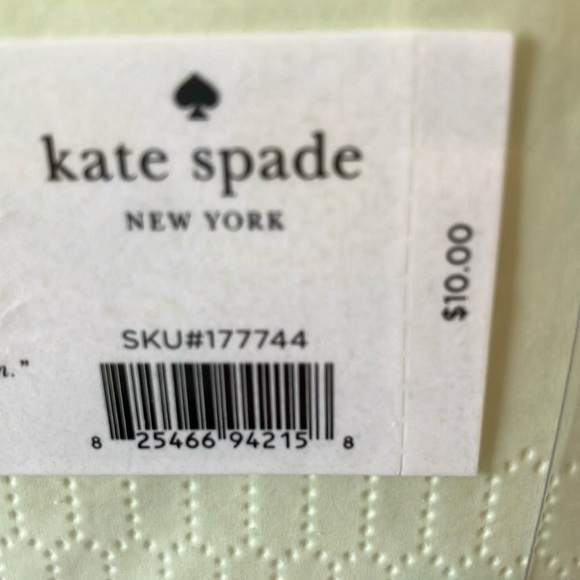 kate spade
NEW YORK
$10.00
SKU#177744
8 25466 94215 8